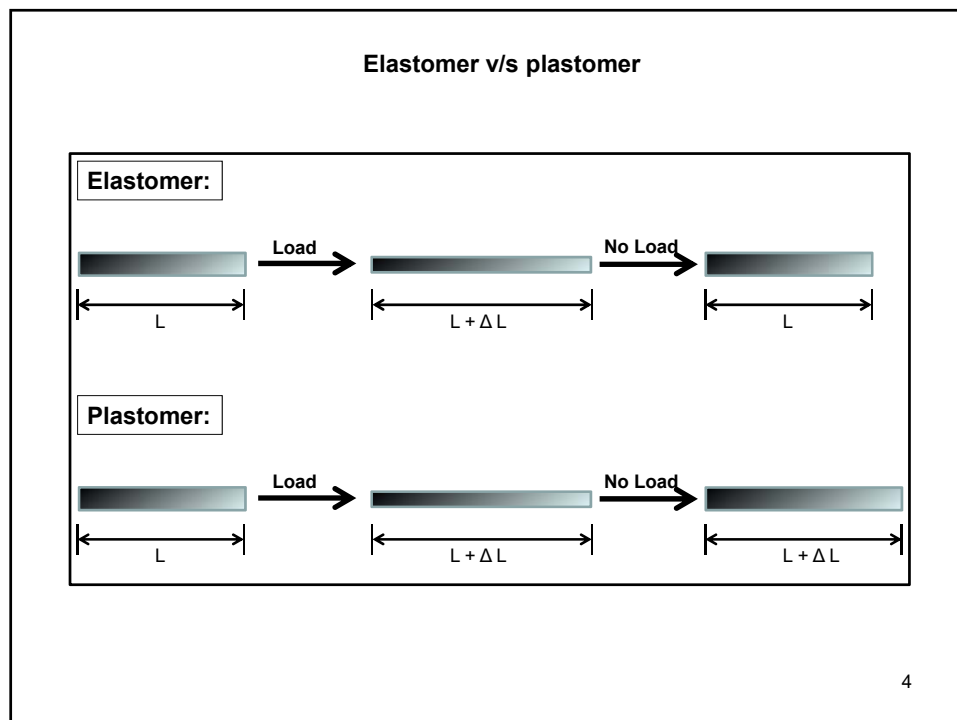 Elastomer v/s plastomer
Elastomer:
Load
No Load
L
L + Δ L
L
Plastomer:
Load
No Load
L
L + Δ L
L + Δ L
4